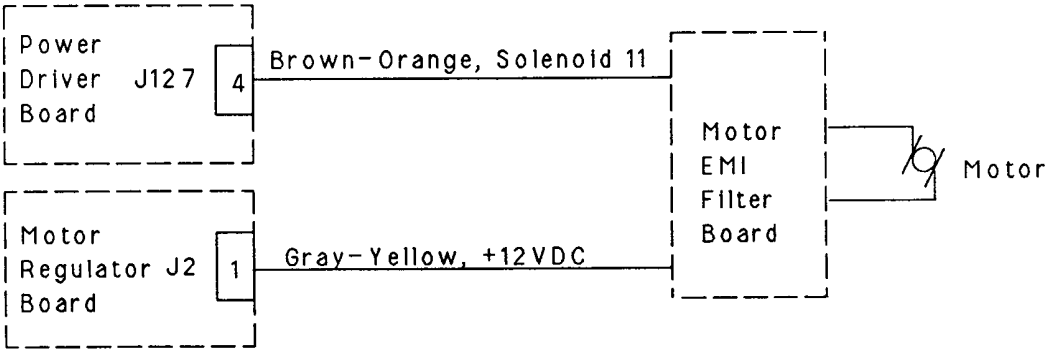 Power
Driver J127
Board
4
Brown-Orange, Solenoid 11
Motor
EMI
Filter
Board
Motor
Motor
Regulator J2
Board
1
Gray-Yellow, +12VDC